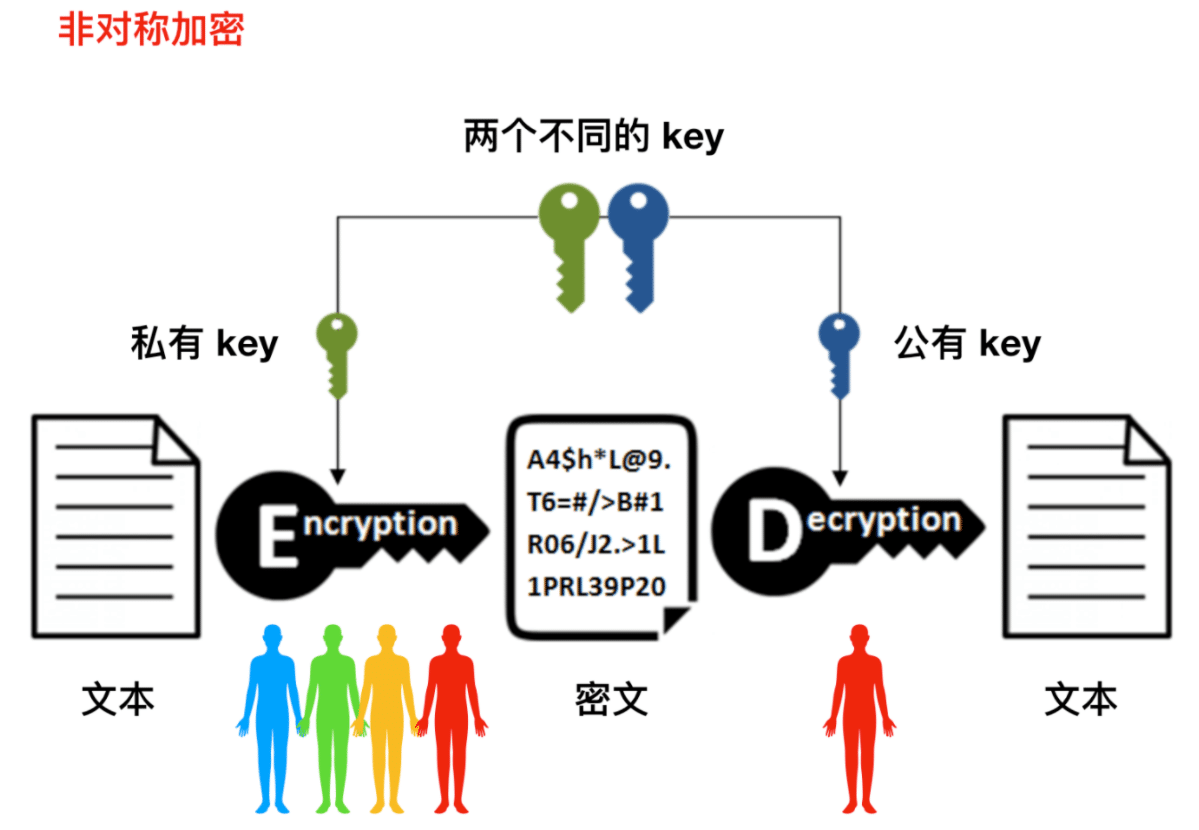 非对称加密
两个不同的 key
私有 key
公有 key
Encryption
A4$h*L@9.
T6=#/>B#1
R06/J2.>1L
1PRL39P20
Decryption
文本
密文
文本